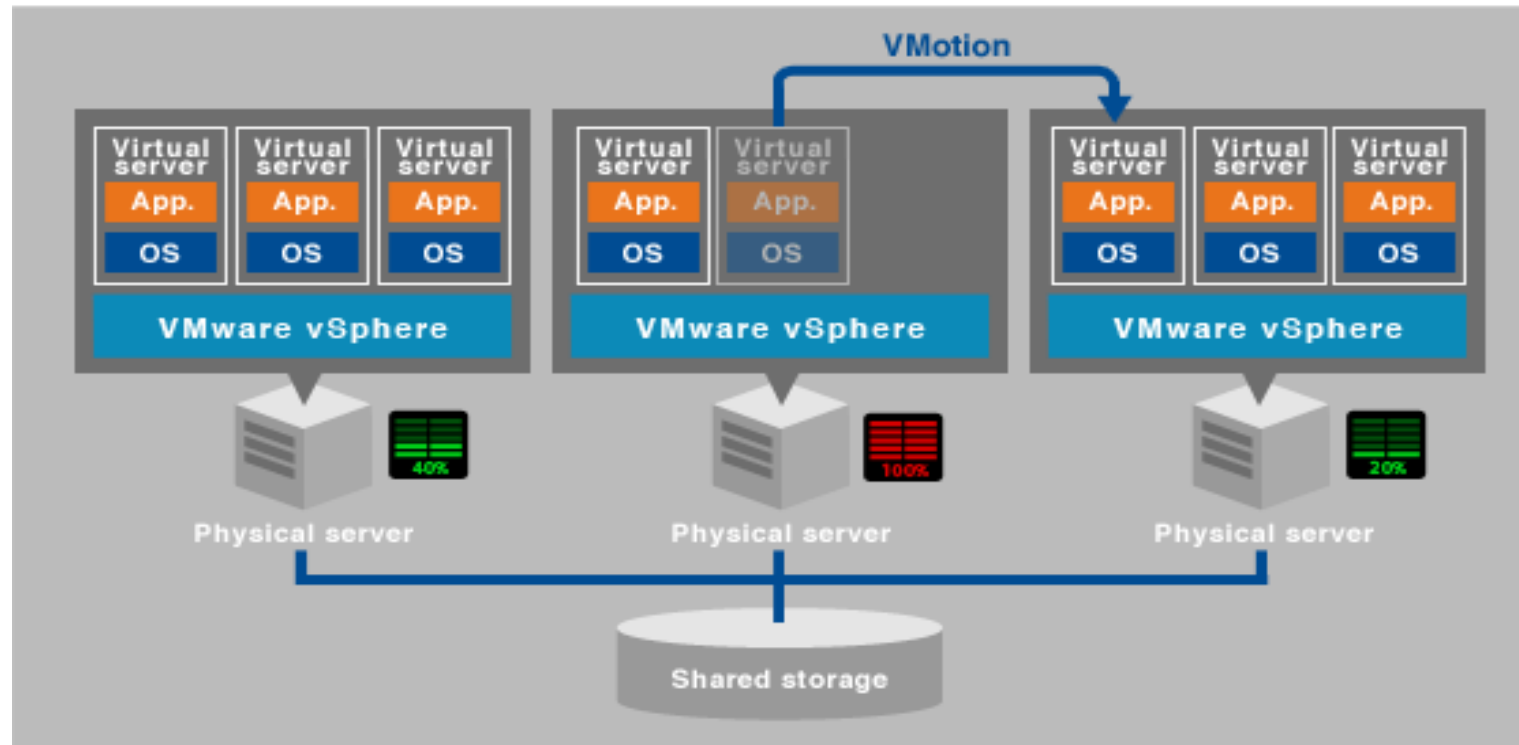 VMotion
Virtual server
App.
OS
Virtual server
App.
OS
Virtual server
App.
OS
VMware vSphere
Virtual server
App.
OS
Virtual server
App.
OS
VMware vSphere
Virtual server
App.
OS
Virtual server
App.
OS
Virtual server
App.
OS
VMware vSphere
40%
100%
20%
Physical server
Physical server
Physical server
Shared storage